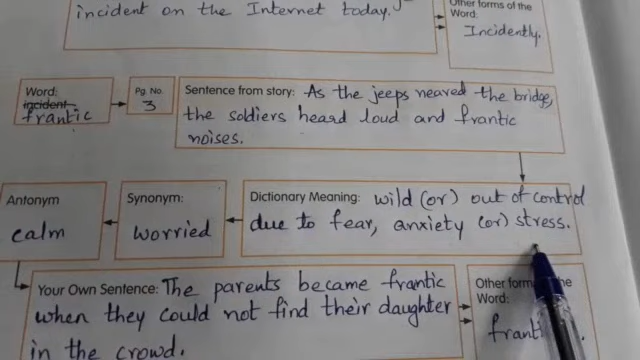 incident on the Internet today.
Other forms of the
Word:
Incidently.
Word:
incident
frantic
Pg. No.
3
Sentence from story: As the jeeps neared the bridge,
the soldiers heard loud and frantic
noises.
Antonym
calm
Synonym:
worried
Dictionary Meaning: wild (or) out of control
due to fear, anxiety (or) stress.
Your Own Sentence: The parents became frantic
when they could not find their daughter
in the crowd.
Other the
Word: